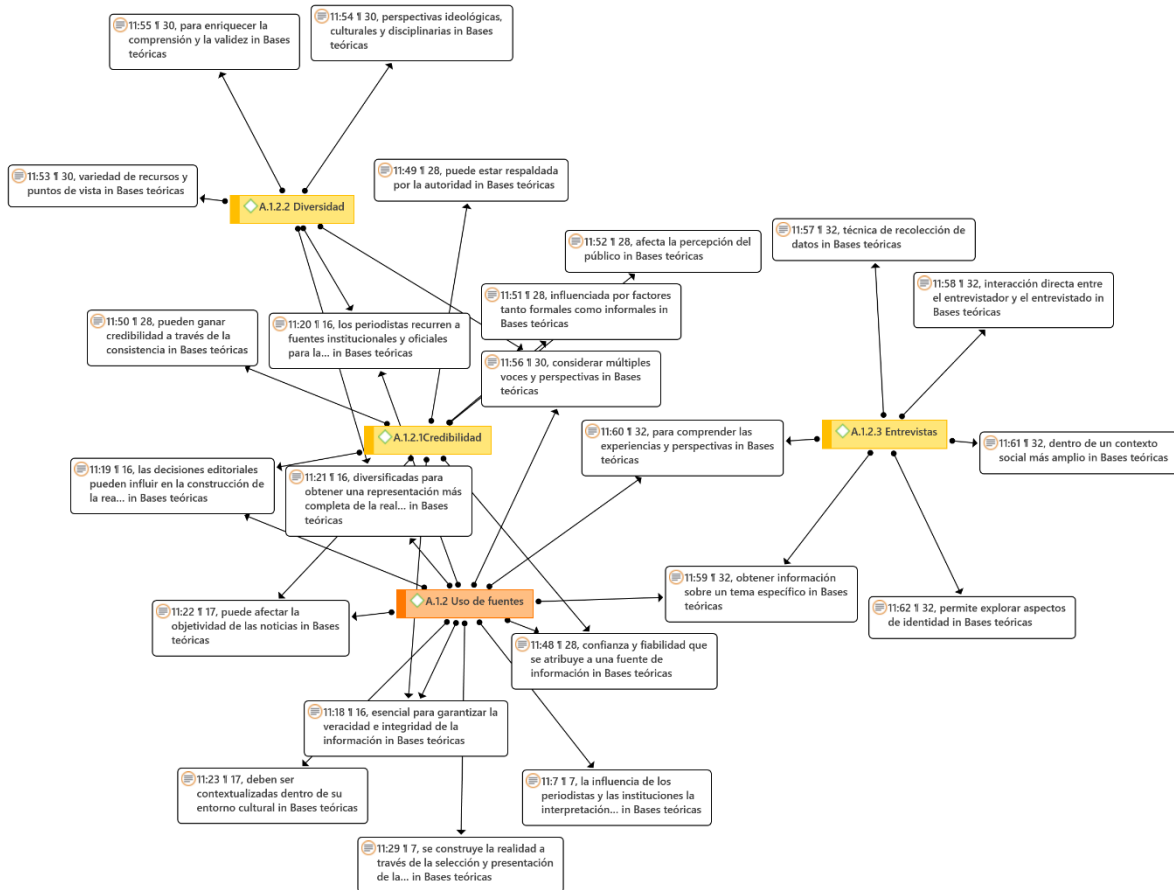 11:55 ¶ 30, para enriquecer la
comprensión y la validez in Bases
teóricas
11:54 ¶ 30, perspectivas ideológicas,
culturales y disciplinarias in Bases
teóricas
11:53 ¶ 30, variedad de recursos y
puntos de vista in Bases teóricas
A.1.2.2 Diversidad
11:49 ¶ 28, puede estar respaldada
por la autoridad in Bases teóricas
11:52 ¶ 28, afecta la percepción del
público in Bases teóricas
11:57 ¶ 32, técnica de recolección de
datos in Bases teóricas
11:58 ¶ 32, interacción directa entre
el entrevistador y el entrevistado in
Bases teóricas
11:51 ¶ 28, influenciada por factores
tanto formales como informales in
Bases teóricas
11:50 ¶ 28, pueden ganar
credibilidad a través de la
consistencia in Bases teóricas
11:20 ¶ 16, los periodistas recurren a
fuentes institucionales y oficiales
para la... in Bases teóricas
11:56 ¶ 30, considerar múltiples
voces y perspectivas in Bases
teóricas
A.1.2.1Credibilidad
11:60 ¶ 32, para comprender las
experiencias y perspectivas in Bases
teóricas
A.1.2.3 Entrevistas
11:61 ¶ 32, dentro de un contexto
social más amplio in Bases teóricas
11:19 ¶ 16, las decisiones editoriales
pueden influir en la construcción de
la rea... in Bases teóricas
11:21 ¶ 16, diversificadas para
obtener una representación más
completa de la real... in Bases
teóricas
11:59 ¶ 32, obtener información
sobre un tema específico in Bases
teóricas
11:62 ¶ 32, permite explorar aspectos
de identidad in Bases teóricas
A.1.2 Uso de fuentes
11:22 ¶ 17, puede afectar la
objetividad de las noticias in Bases
teóricas
11:48 ¶ 28, confianza y fiabilidad que
se atribuye a una fuente de
información in Bases teóricas
11:18 ¶ 16, esencial para garantizar la
veracidad e integridad de la
información in Bases teóricas
11:23 ¶ 17, deben ser
contextualizadas dentro de su
entorno cultural in Bases teóricas
11:7 ¶ 7, la influencia de los
periodistas y las instituciones la
interpretación... in Bases teóricas
11:29 ¶ 7, se construye la realidad a
través de la selección y presentación
de la... in Bases teóricas